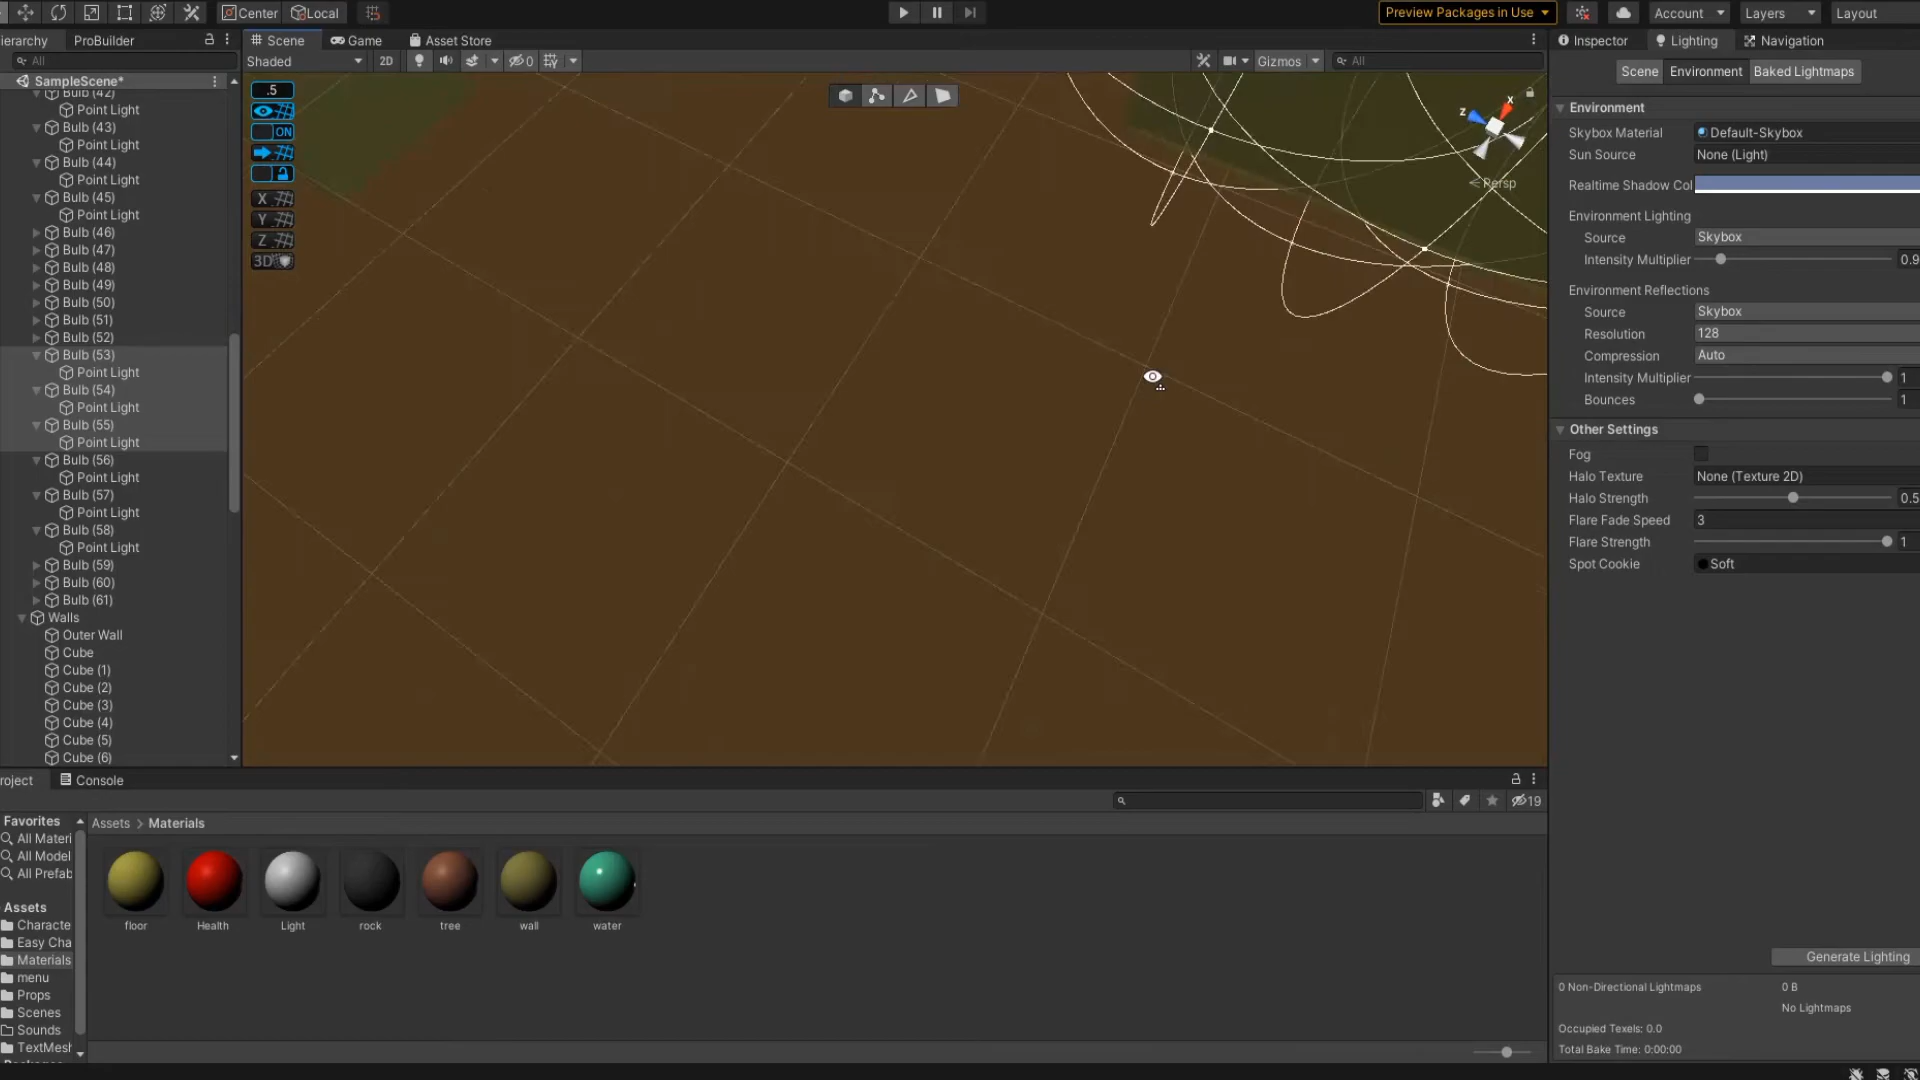 Center
Local
Preview Packages in Use
Account
Layers
Layout
ierarchy
ProBuilder
Scene
Game
Asset Store
Inspector
Lighting
Navigation
All
Shaded
2D
0
Gizmos
All
Scene
Environment
Baked Lightmaps
SampleScene*
Bulb (42)
Point Light
Bulb (43)
Point Light
Bulb (44)
Point Light
Bulb (45)
Point Light
Bulb (46)
Bulb (47)
Bulb (48)
Bulb (49)
Bulb (50)
Bulb (51)
Bulb (52)
Bulb (53)
Point Light
Bulb (54)
Point Light
Bulb (55)
Point Light
Bulb (56)
Point Light
Bulb (57)
Point Light
Bulb (58)
Point Light
Bulb (59)
Bulb (60)
Bulb (61)
Walls
Outer Wall
Cube
Cube (1)
Cube (2)
Cube (3)
Cube (4)
Cube (5)
Cube (6)
.5
ON
X
Y
Z
3D
z
x
Persp
Environment
Skybox Material
Default-Skybox
Sun Source
None (Light)
Realtime Shadow Col
Environment Lighting
Source
Skybox
Intensity Multiplier
0.9
Environment Reflections
Source
Skybox
Resolution
128
Compression
Auto
Intensity Multiplier
1
Bounces
1
Other Settings
Fog
Halo Texture
None (Texture 2D)
Halo Strength
0.5
Flare Fade Speed
3
Flare Strength
1
Spot Cookie
Soft
Generate Lighting
0 Non-Directional Lightmaps
0 B
No Lightmaps
Occupied Texels: 0.0
Total Bake Time: 0:00:00
roject
Console
19
Favorites
All Materi
All Model
All Prefab
Assets
Characte
Easy Cha
Materials
menu
Props
Scenes
Sounds
TextMesh
Assets > Materials
floor
Health
Light
rock
tree
wall
water